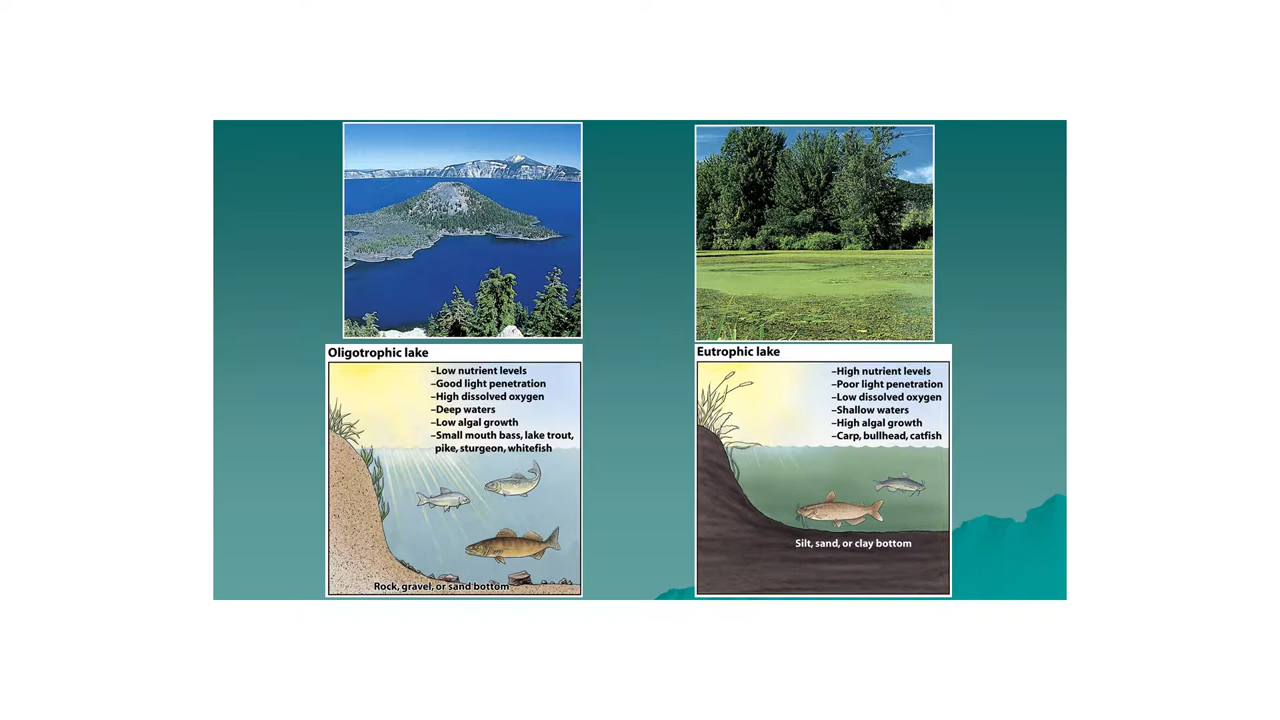 Oligotrophic lake
–Low nutrient levels
–Good light penetration
–High dissolved oxygen
–Deep waters
–Low algal growth
–Small mouth bass, lake trout,
pike, sturgeon, whitefish
Rock, gravel, or sand bottom
Eutrophic lake
–High nutrient levels
–Poor light penetration
–Low dissolved oxygen
–Shallow waters
–High algal growth
–Carp, bullhead, catfish
Silt, sand, or clay bottom